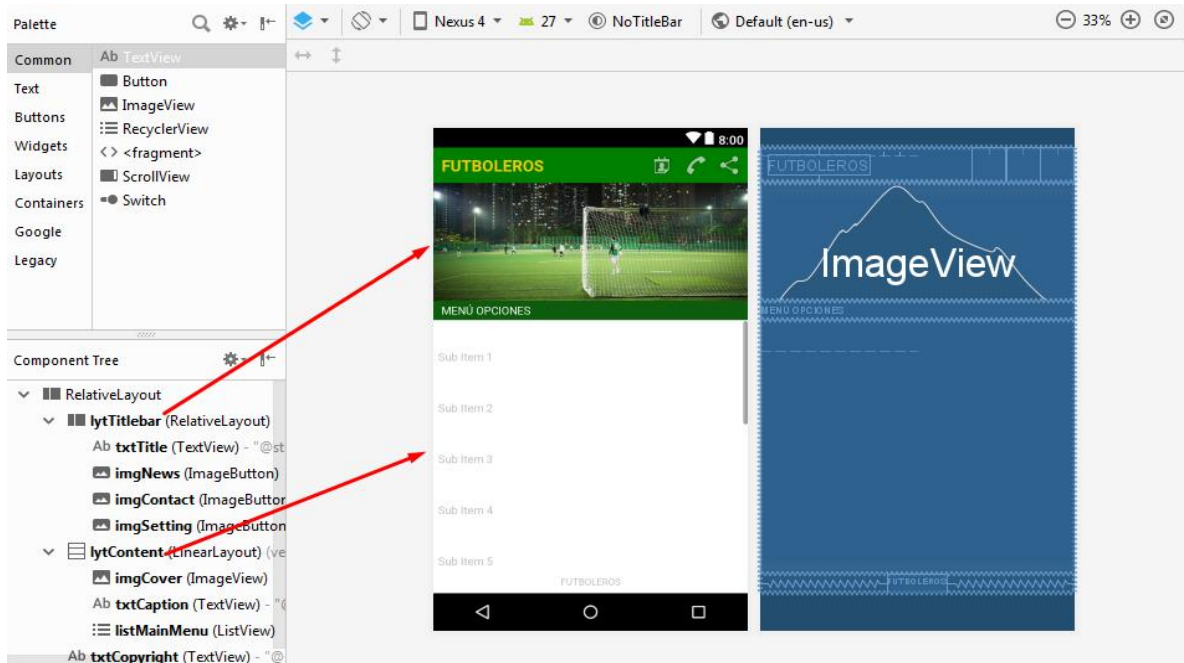 Palette
Nexus 4
27
NoTitleBar
Default (en-us)
33%
Common
Text
Buttons
Widgets
Layouts
Containers
Google
Legacy
Ab TextView
Button
ImageView
RecyclerView
<> <fragment>
ScrollView
Switch
Component Tree
RelativeLayout
lytTitlebar (RelativeLayout)
Ab txtTitle (TextView) - "@st
imgNews (ImageButton)
imgContact (ImageButtor
imgSetting (ImageButton
lytContent (LinearLayout) (ve
imgCover (ImageView)
Ab txtCaption (TextView) - "(
listMainMenu (ListView)
Ab txtCopyright (TextView) - "@
8:00
FUTBOLEROS
MENÚ OPCIONES
Sub Item 1
Sub Item 2
Sub Item 3
Sub Item 4
Sub Item 5
FUTBOLEROS
FUTBOLEROS
ImageView
MENÚ OPCIONES
FUTBOLEROS